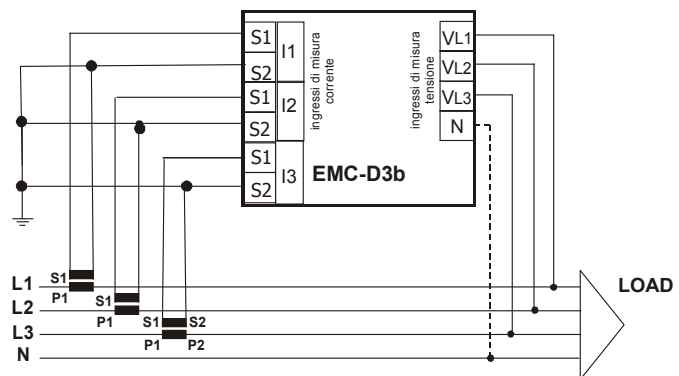 S1
I1
S2
S1
I2
S2
S1
I3
S2
ingressi di misura
corrente
ingressi di misura
tensione
VL1
VL2
VL3
N
EMC-D3b
L1
S1
P1
L2
S1
P1
L3
S1 S2
P1 P2
N
LOAD